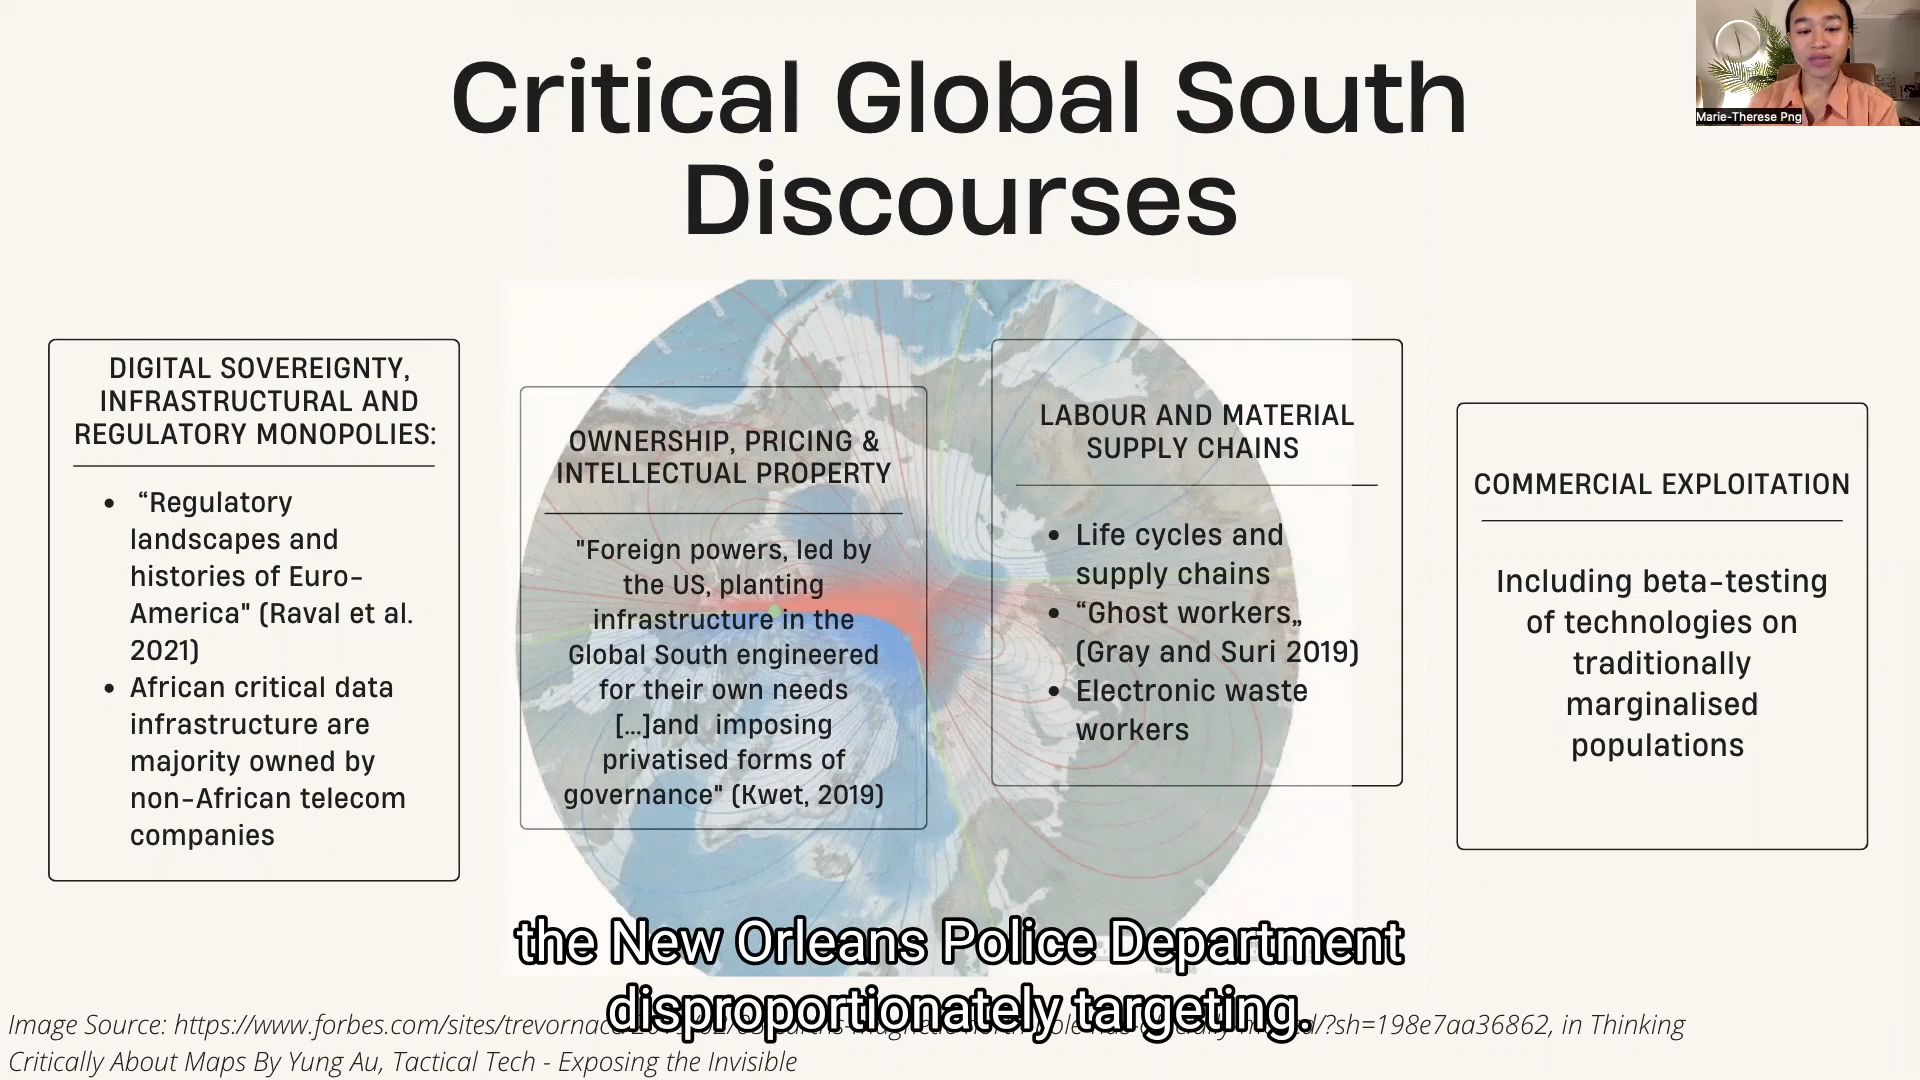 Critical Global South
Discourses
Marie-Therese Png
DIGITAL SOVEREIGNTY,
INFRASTRUCTURAL AND
REGULATORY MONOPOLIES:
• “Regulatory
landscapes and
histories of Euro-
America" (Raval et al.
2021)
• African critical data
infrastructure are
majority owned by
non-African telecom
companies
OWNERSHIP, PRICING &
INTELLECTUAL PROPERTY
"Foreign powers, led by
the US, planting
infrastructure in the
Global South engineered
for their own needs
[...]and imposing
privatised forms of
governance" (Kwet, 2019)
LABOUR AND MATERIAL
SUPPLY CHAINS
• Life cycles and
supply chains
• “Ghost workers„
(Gray and Suri 2019)
• Electronic waste
workers
COMMERCIAL EXPLOITATION
Including beta-testing
of technologies on
traditionally
marginalised
populations
the New Orleans Police Department
disproportionately targeting.
Image Source: https://www.forbes.com/sites/trevornace/ /?sh=198e7aa36862, in Thinking
Critically About Maps By Yung Au, Tactical Tech - Exposing the Invisible